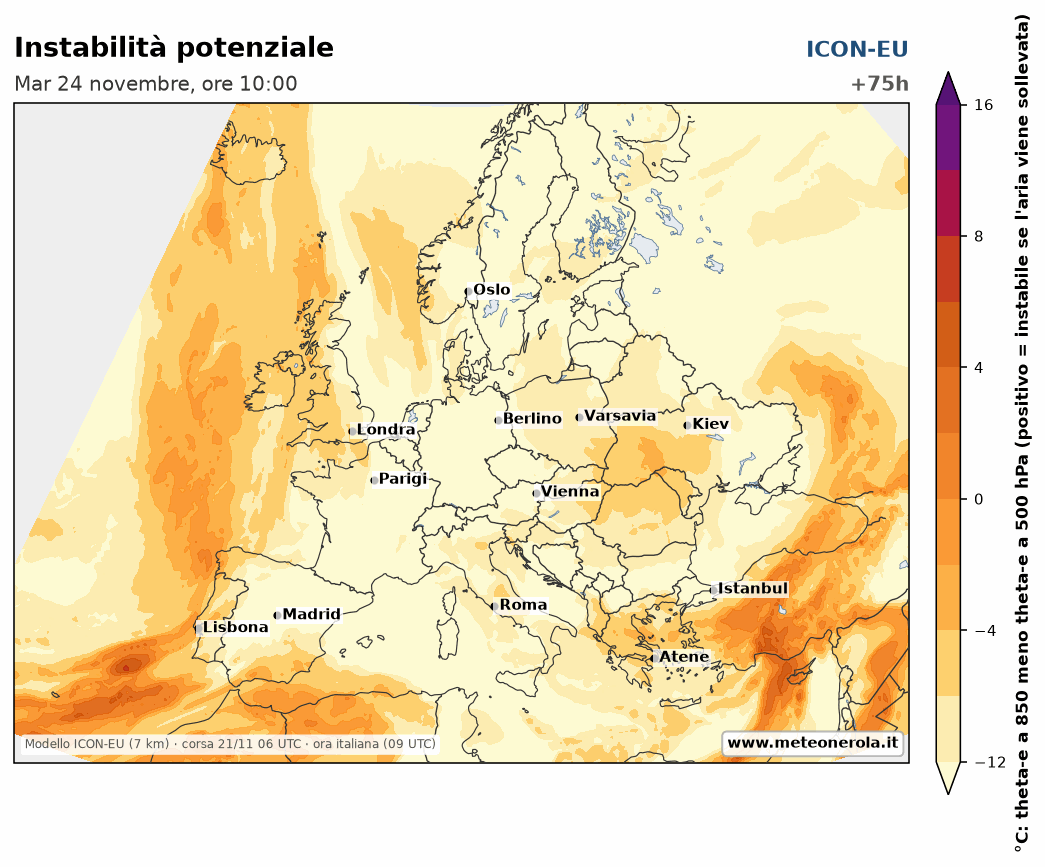 Instabilità potenziale
ICON-EU
Mar 24 novembre, ore 10:00
+75h
Oslo
Berlino
Varsavia
Kiev
Londra
Parigi
Vienna
Istanbul
Roma
Madrid
Lisbona
Atene
Modello ICON-EU (7 km) · corsa 21/11 06 UTC · ora italiana (09 UTC)
www.meteonerola.it
16
8
4
0
−4
−12
°C: theta-e a 850 meno theta-e a 500 hPa (positivo = instabile se l'aria viene sollevata)